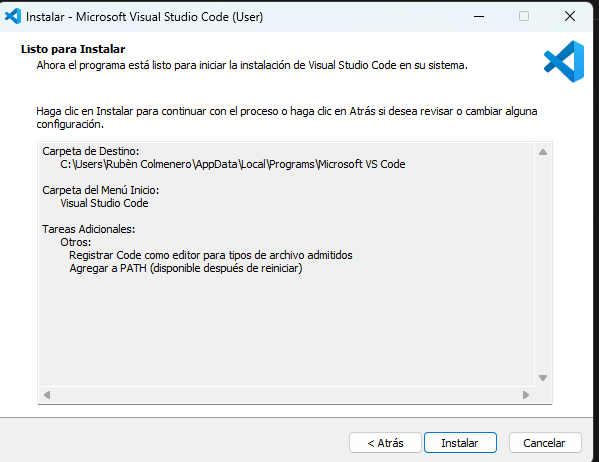 Instalar - Microsoft Visual Studio Code (User)
Listo para Instalar
Ahora el programa está listo para iniciar la instalación de Visual Studio Code en su sistema.
Haga clic en Instalar para continuar con el proceso o haga clic en Atrás si desea revisar o cambiar alguna
configuración.
Carpeta de Destino:
C:\Users\Rubèn Colmenero\AppData\Local\Programs\Microsoft VS Code
Carpeta del Menú Inicio:
Visual Studio Code
Tareas Adicionales:
Otros:
Registrar Code como editor para tipos de archivo admitidos
Agregar a PATH (disponible después de reiniciar)
< Atrás
Instalar
Cancelar